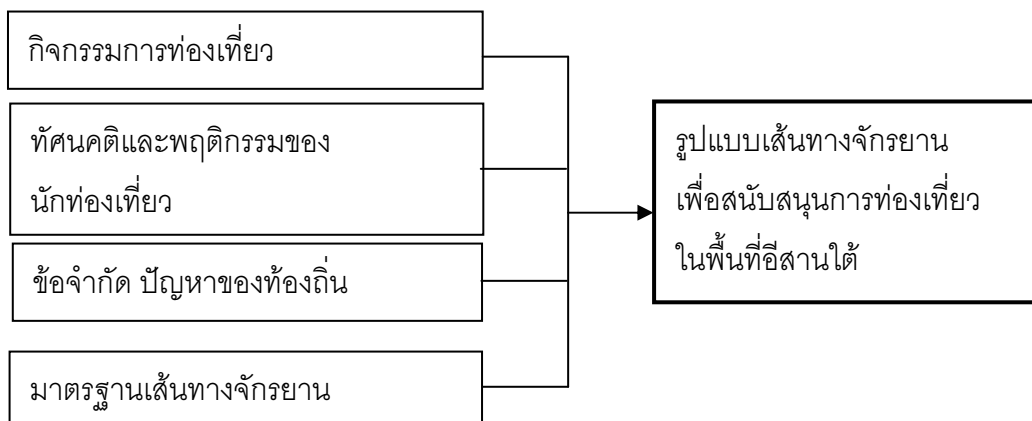 กิจกรรมการท่องเที่ยว
ทัศนคติและพฤติกรรมของ
นักท่องเที่ยว
ข้อจำกัด ปัญหาของท้องถิ่น
มาตรฐานเส้นทางจักรยาน
รูปแบบเส้นทางจักรยาน
เพื่อสนับสนุนการท่องเที่ยว
ในพื้นที่อีสานใต้